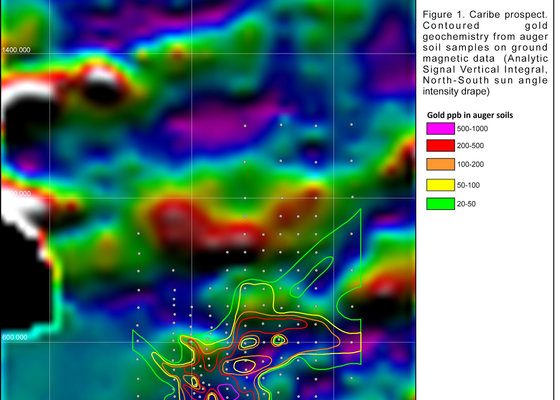 1400.000
Figure 1. Caribe prospect.
Contoured gold
geochemistry from auger
soil samples on ground
magnetic data (Analytic
Signal Vertical Integral,
North-South sun angle
intensity drape)
Gold ppb in auger soils
500-1000
200-500
100-200
50-100
20-50
600.000